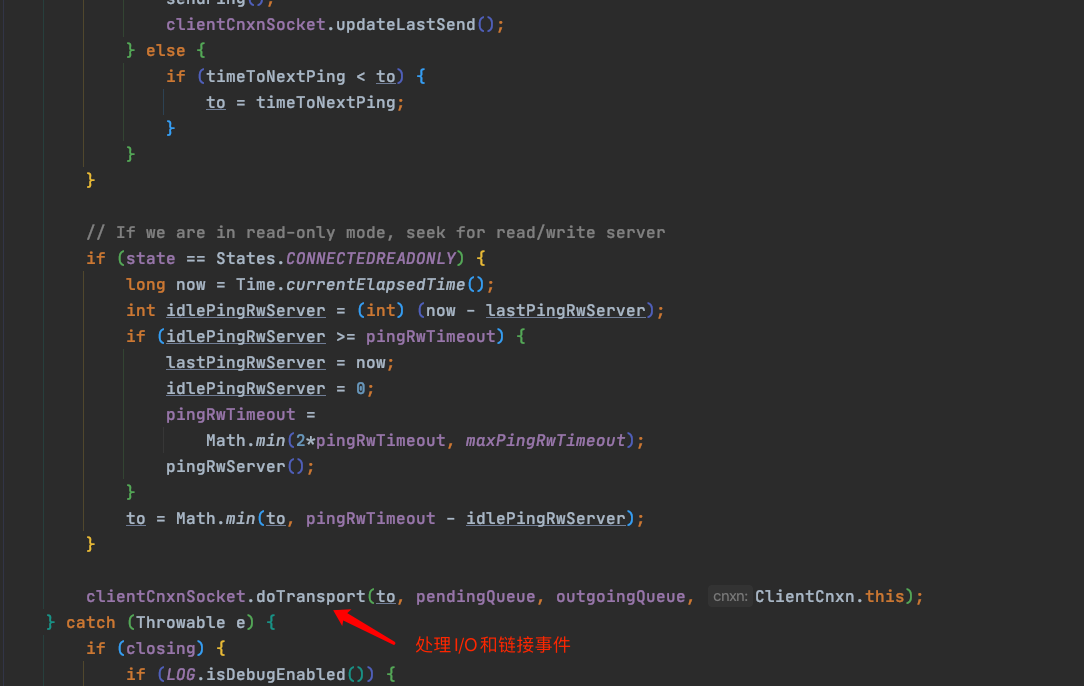 sendPing();
clientCnxnSocket.updateLastSend();
} else {
if (timeToNextPing < to) {
to = timeToNextPing;
}
}
}
// If we are in read-only mode, seek for read/write server
if (state == States.CONNECTEDREADONLY) {
long now = Time.currentElapsedTime();
int idlePingRwServer = (int) (now - lastPingRwServer);
if (idlePingRwServer >= pingRwTimeout) {
lastPingRwServer = now;
idlePingRwServer = 0;
pingRwTimeout =
Math.min(2*pingRwTimeout, maxPingRwTimeout);
pingRwServer();
}
to = Math.min(to, pingRwTimeout - idlePingRwServer);
}
clientCnxnSocket.doTransport(to, pendingQueue, outgoingQueue, cnxn: ClientCnxn.this);
} catch (Throwable e) {
if (closing) {
处理I/O和链接事件
if (LOG.isDebugEnabled()) {